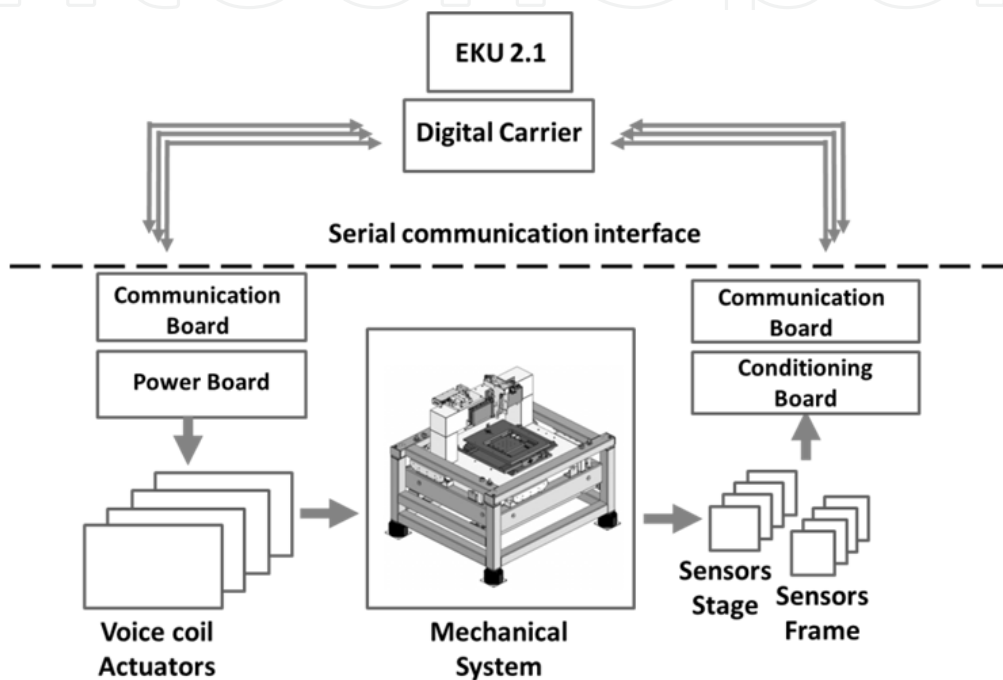 EKU 2.1
Digital Carrier
Serial communication interface
Communication
Board
Power Board
Communication
Board
Conditioning
Board
Voice coil
Actuators
Mechanical
System
Sensors
Stage
Sensors
Frame